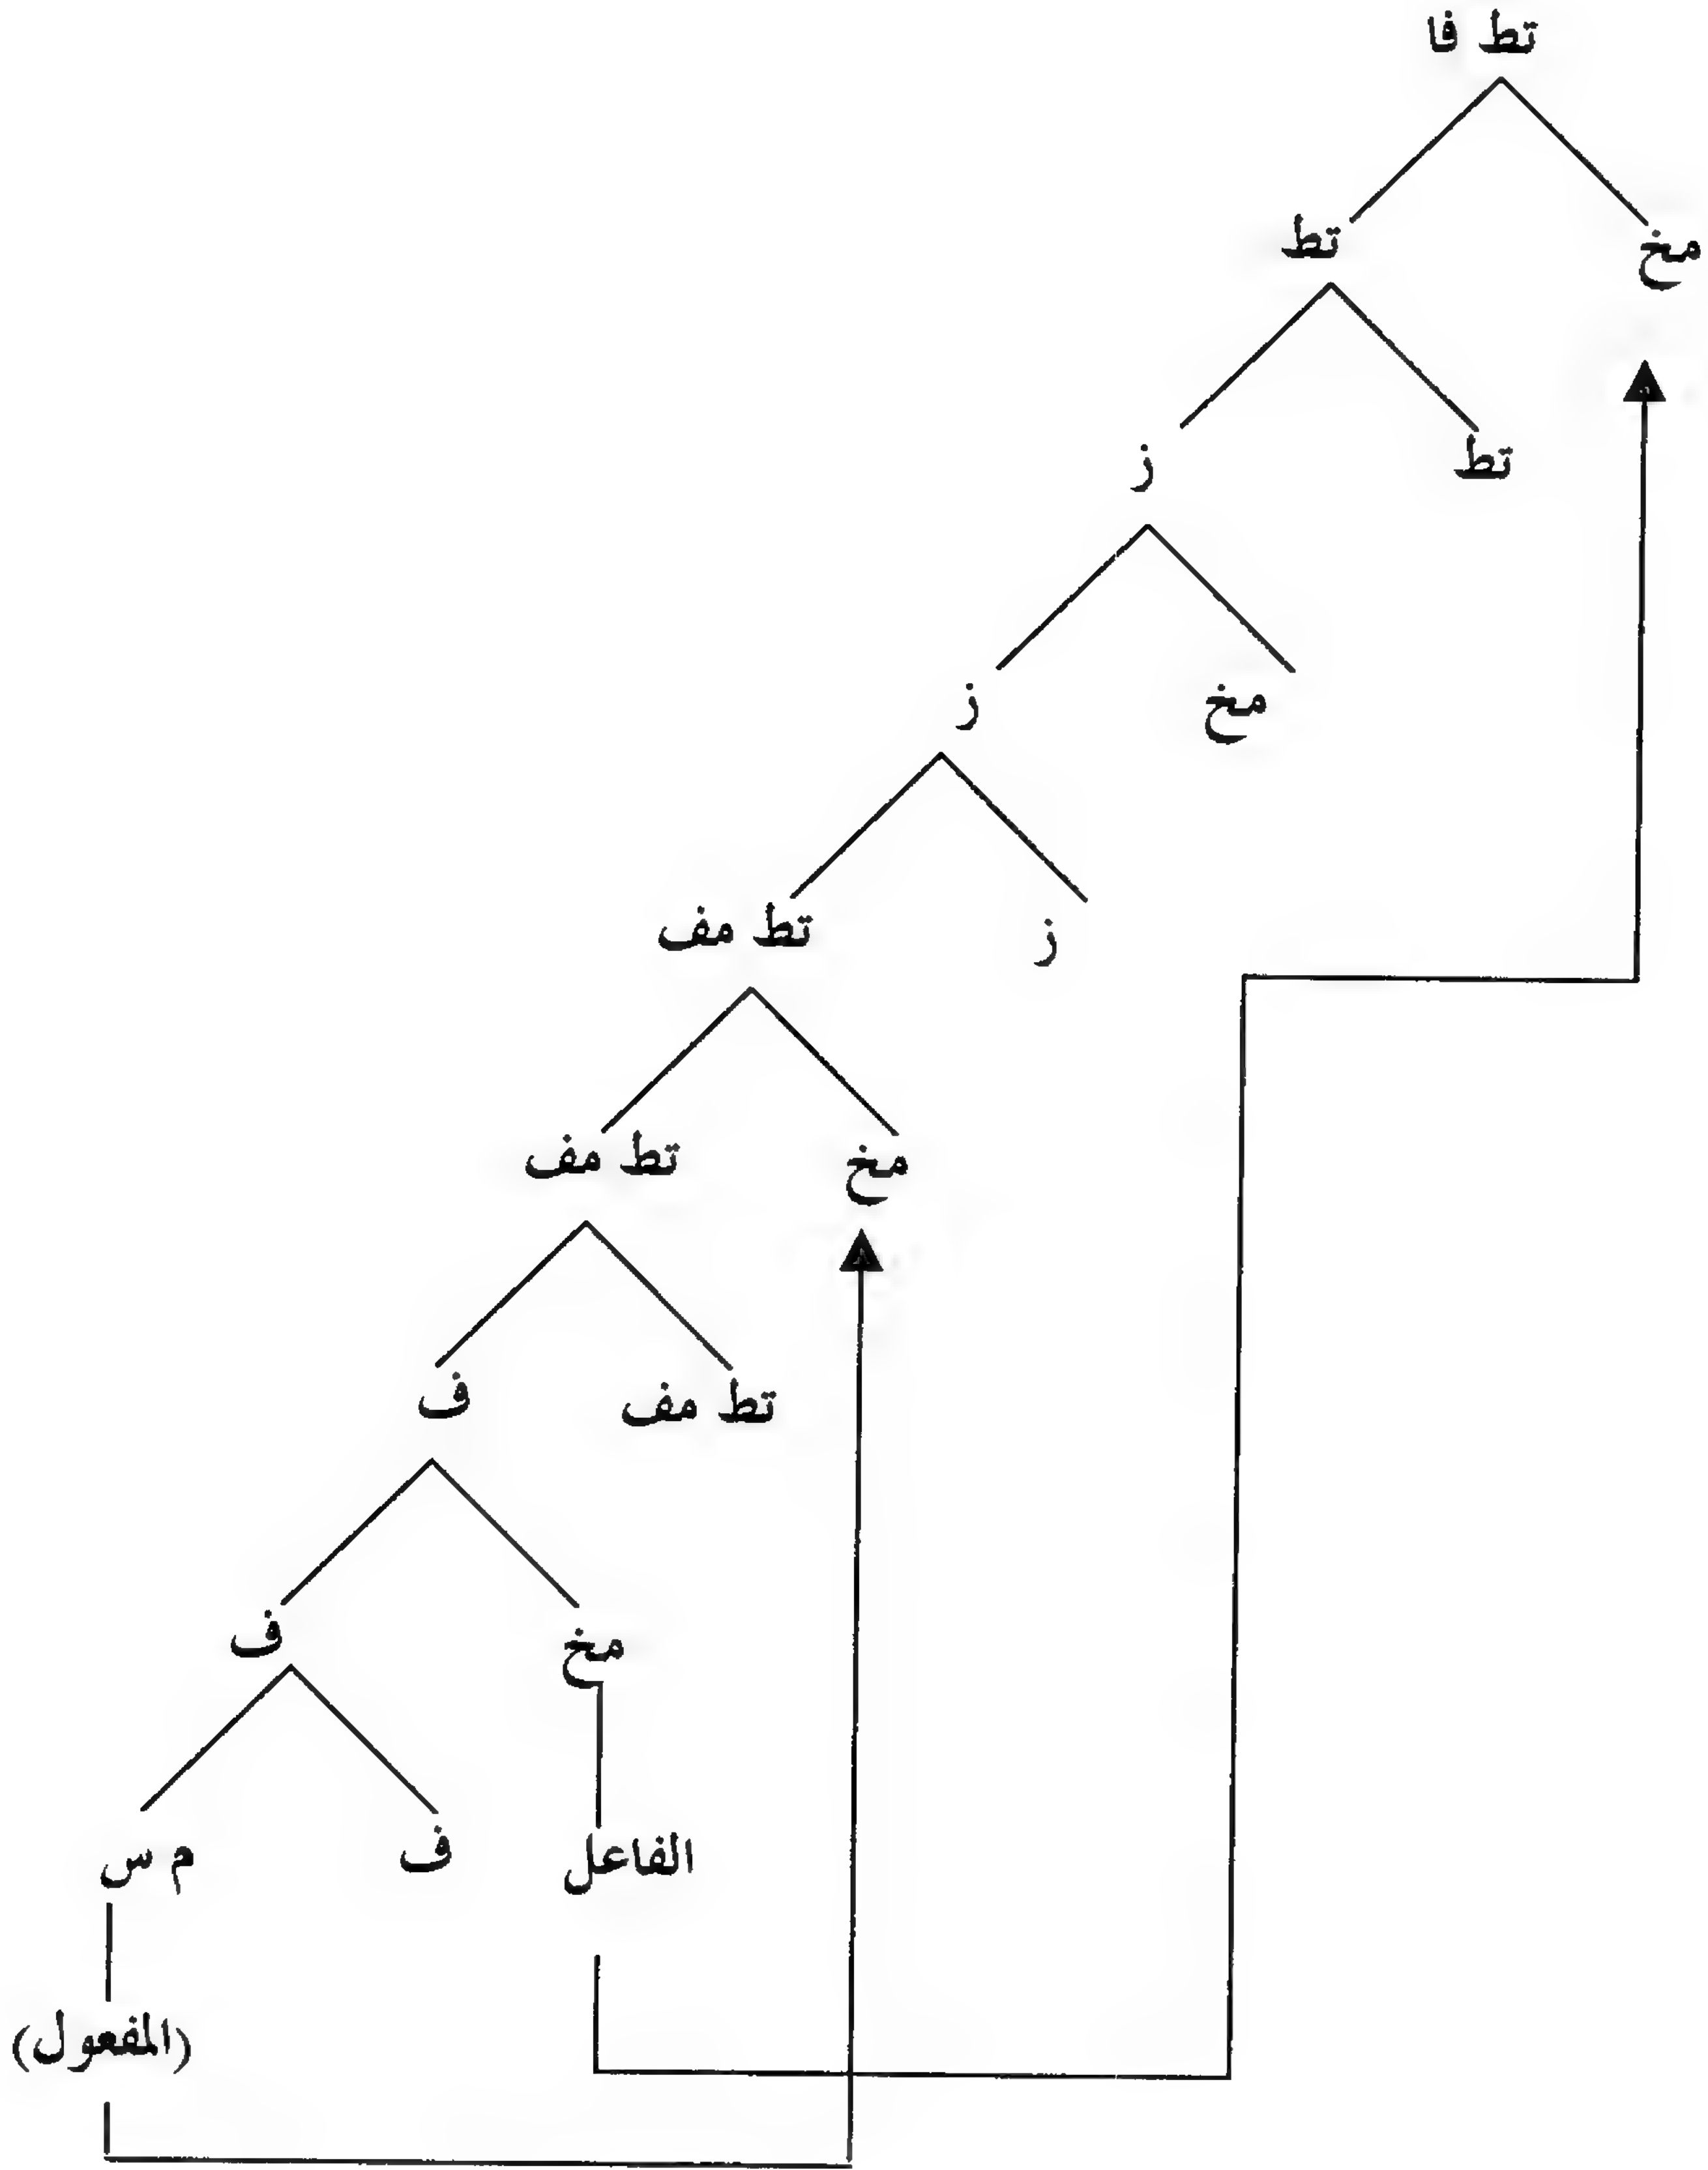 تط فا
مخ
تط
تط
ز
مخ
ز
ز
تط مف
مخ
تط مف
تط مف
ف
مخ
ف
الفاعل
ف
م س
(المفعول)